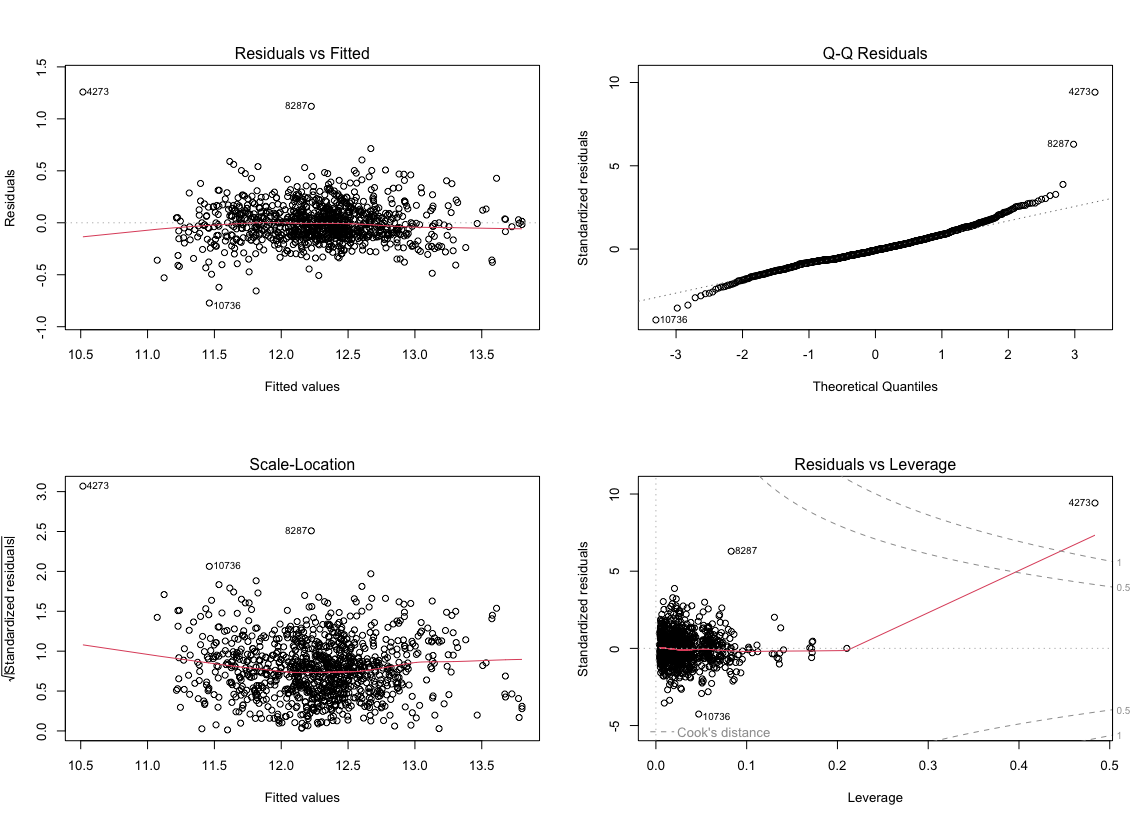 Residuals vs Fitted
1.5
1.0
0.5
0.0
-0.5
-1.0
Residuals
4273
8287
10736
10.5 11.0 11.5 12.0 12.5 13.0 13.5
Fitted values
Q-Q Residuals
10
5
0
Standardized residuals
4273
8287
10736
-3 -2 -1 0 1 2 3
Theoretical Quantiles
Scale-Location
3.0
2.5
2.0
1.5
1.0
0.5
0.0
√|Standardized residuals|
4273
8287
10736
10.5 11.0 11.5 12.0 12.5 13.0 13.5
Fitted values
Residuals vs Leverage
10
5
0
-5
Standardized residuals
4273
8287
1
0.5
0.5
10736
Cook's distance
1
0.0 0.1 0.2 0.3 0.4 0.5
Leverage